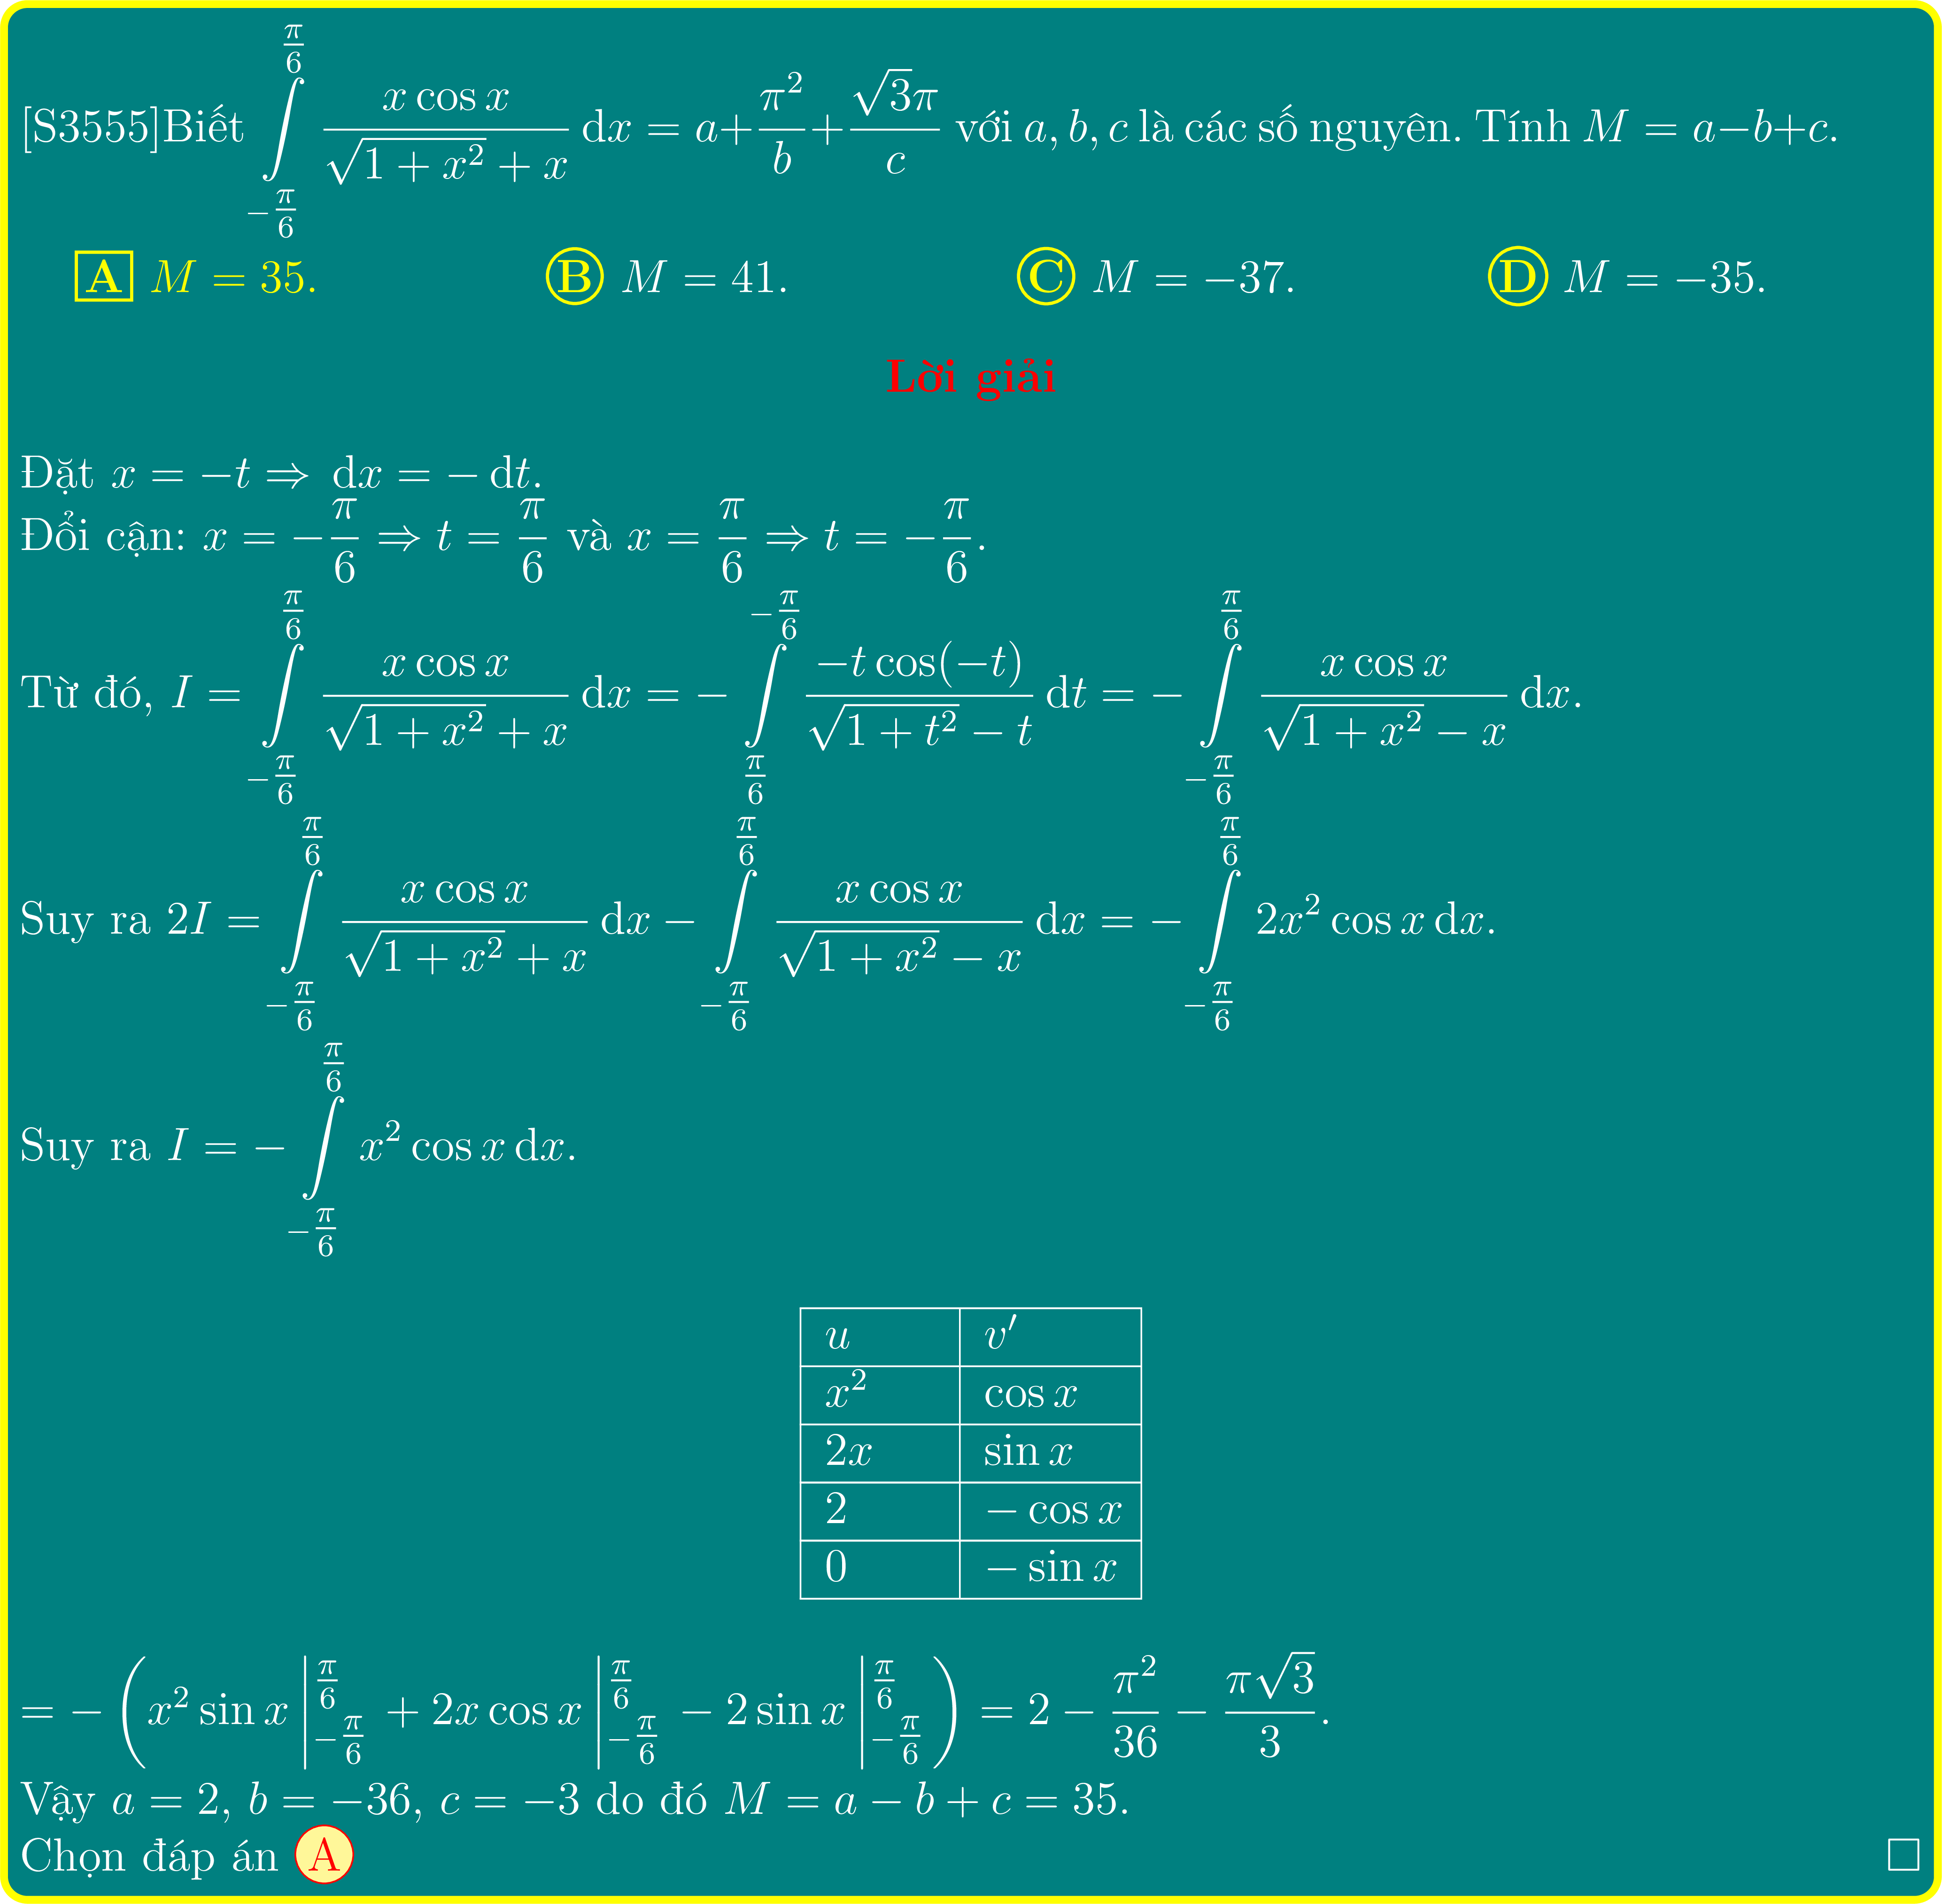 [S3555]Biết $\int\limits_{-\frac{\pi}{6}}^{\frac{\pi}{6}} \frac{x\cos x}{\sqrt{1+x^2}+x}\,\mathrm{d}x = a+\frac{\pi^2}{b}+\frac{\sqrt{3}\pi}{c}$ với $a, b, c$ là các số nguyên. Tính $M = a-b+c$.
A $M = 35$. B $M = 41$. C $M = -37$. D $M = -35$.
Lời giải
Đặt $x = -t \Rightarrow \mathrm{d}x = -\,\mathrm{d}t$.
Đổi cận: $x = -\frac{\pi}{6} \Rightarrow t = \frac{\pi}{6}$ và $x = \frac{\pi}{6} \Rightarrow t = -\frac{\pi}{6}$.
Từ đó, $I = \int\limits_{-\frac{\pi}{6}}^{\frac{\pi}{6}} \frac{x\cos x}{\sqrt{1+x^2}+x}\,\mathrm{d}x = -\int\limits_{\frac{\pi}{6}}^{-\frac{\pi}{6}} \frac{-t\cos(-t)}{\sqrt{1+t^2}-t}\,\mathrm{d}t = -\int\limits_{-\frac{\pi}{6}}^{\frac{\pi}{6}} \frac{x\cos x}{\sqrt{1+x^2}-x}\,\mathrm{d}x$.
Suy ra $2I = \int\limits_{-\frac{\pi}{6}}^{\frac{\pi}{6}} \frac{x\cos x}{\sqrt{1+x^2}+x}\,\mathrm{d}x - \int\limits_{-\frac{\pi}{6}}^{\frac{\pi}{6}} \frac{x\cos x}{\sqrt{1+x^2}-x}\,\mathrm{d}x = -\int\limits_{-\frac{\pi}{6}}^{\frac{\pi}{6}} 2x^2\cos x\,\mathrm{d}x$.
Suy ra $I = -\int\limits_{-\frac{\pi}{6}}^{\frac{\pi}{6}} x^2\cos x\,\mathrm{d}x$.
$u$ $v'$
$x^2$ $\cos x$
$2x$ $\sin x$
$2$ $-\cos x$
$0$ $-\sin x$
$= -\left(x^2\sin x\Big|_{-\frac{\pi}{6}}^{\frac{\pi}{6}} + 2x\cos x\Big|_{-\frac{\pi}{6}}^{\frac{\pi}{6}} - 2\sin x\Big|_{-\frac{\pi}{6}}^{\frac{\pi}{6}}\right) = 2 - \frac{\pi^2}{36} - \frac{\pi\sqrt{3}}{3}$.
Vậy $a = 2$, $b = -36$, $c = -3$ do đó $M = a - b + c = 35$.
Chọn đáp án A □